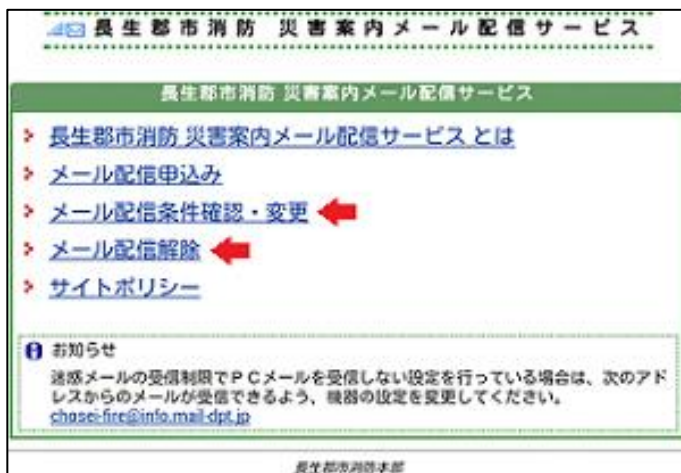 長生郡市消防 災害案内メール配信サービス
長生郡市消防 災害案内メール配信サービス
長生郡市消防 災害案内メール配信サービス とは
メール配信申込み
メール配信条件確認・変更
メール配信解除
サイトポリシー
お知らせ
迷惑メールの受信制限でPCメールを受信しない設定を行っている場合は、次のアド
レスからのメールが受信できるよう、機器の設定を変更してください。
chosei-fire@info.mail-dpt.jp
長生郡市消防本部